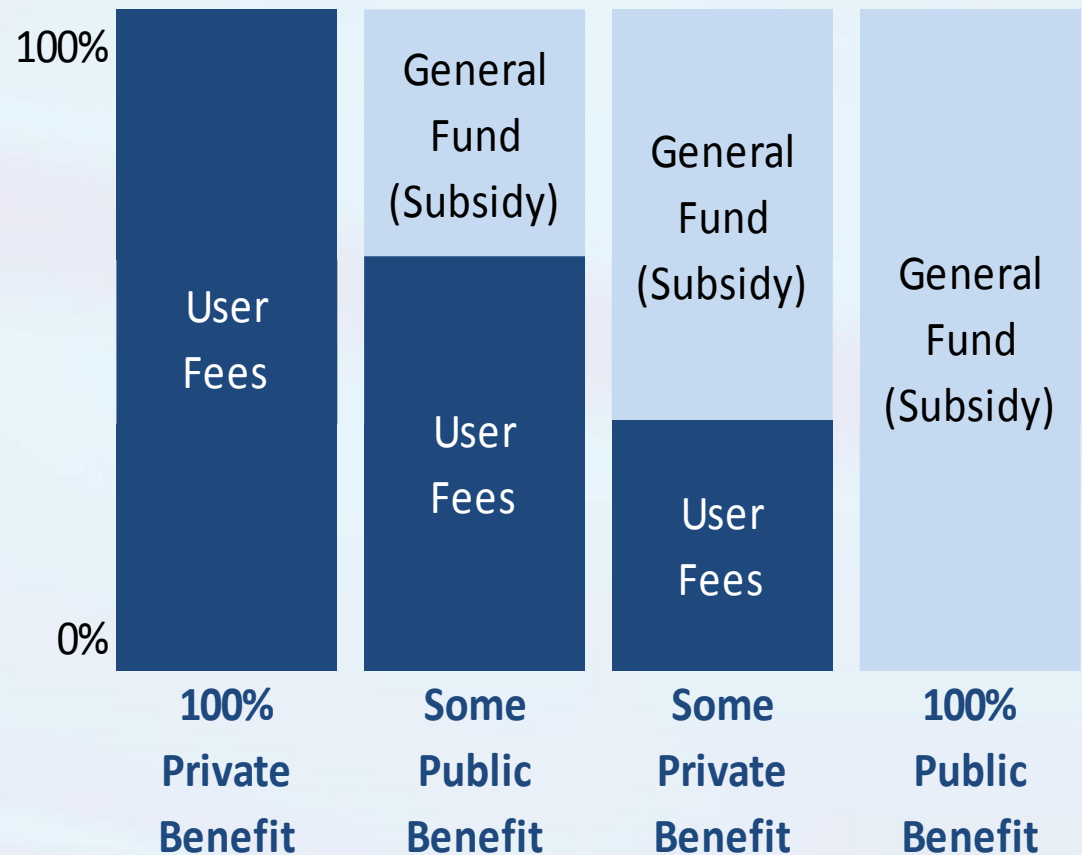 100%
0%
User
Fees
General
Fund
(Subsidy)
User
Fees
General
Fund
(Subsidy)
User
Fees
General
Fund
(Subsidy)
100%
Private
Benefit
Some
Public
Benefit
Some
Private
Benefit
100%
Public
Benefit